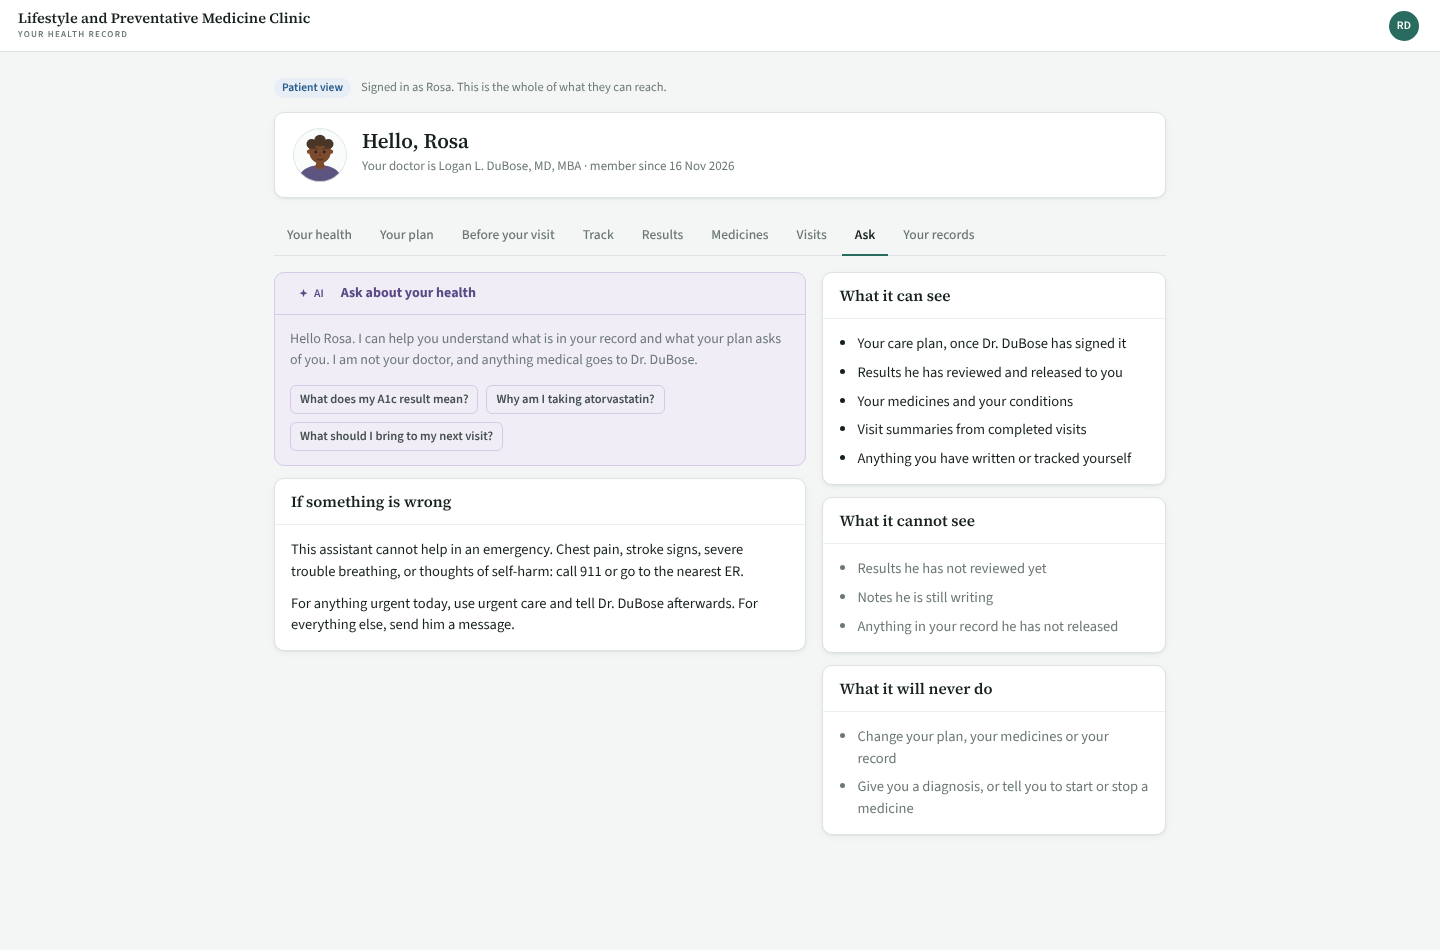 Lifestyle and Preventative Medicine Clinic
YOUR HEALTH RECORD
RD
Patient view
Signed in as Rosa. This is the whole of what they can reach.
Hello, Rosa
Your doctor is Logan L. DuBose, MD, MBA · member since 16 Nov 2026
Your health
Your plan
Before your visit
Track
Results
Medicines
Visits
Ask
Your records
AI
Ask about your health
Hello Rosa. I can help you understand what is in your record and what your plan asks
of you. I am not your doctor, and anything medical goes to Dr. DuBose.
What does my A1c result mean?
Why am I taking atorvastatin?
What should I bring to my next visit?
If something is wrong
This assistant cannot help in an emergency. Chest pain, stroke signs, severe
trouble breathing, or thoughts of self-harm: call 911 or go to the nearest ER.
For anything urgent today, use urgent care and tell Dr. DuBose afterwards. For
everything else, send him a message.
What it can see
Your care plan, once Dr. DuBose has signed it
Results he has reviewed and released to you
Your medicines and your conditions
Visit summaries from completed visits
Anything you have written or tracked yourself
What it cannot see
Results he has not reviewed yet
Notes he is still writing
Anything in your record he has not released
What it will never do
Change your plan, your medicines or your
record
Give you a diagnosis, or tell you to start or stop a
medicine